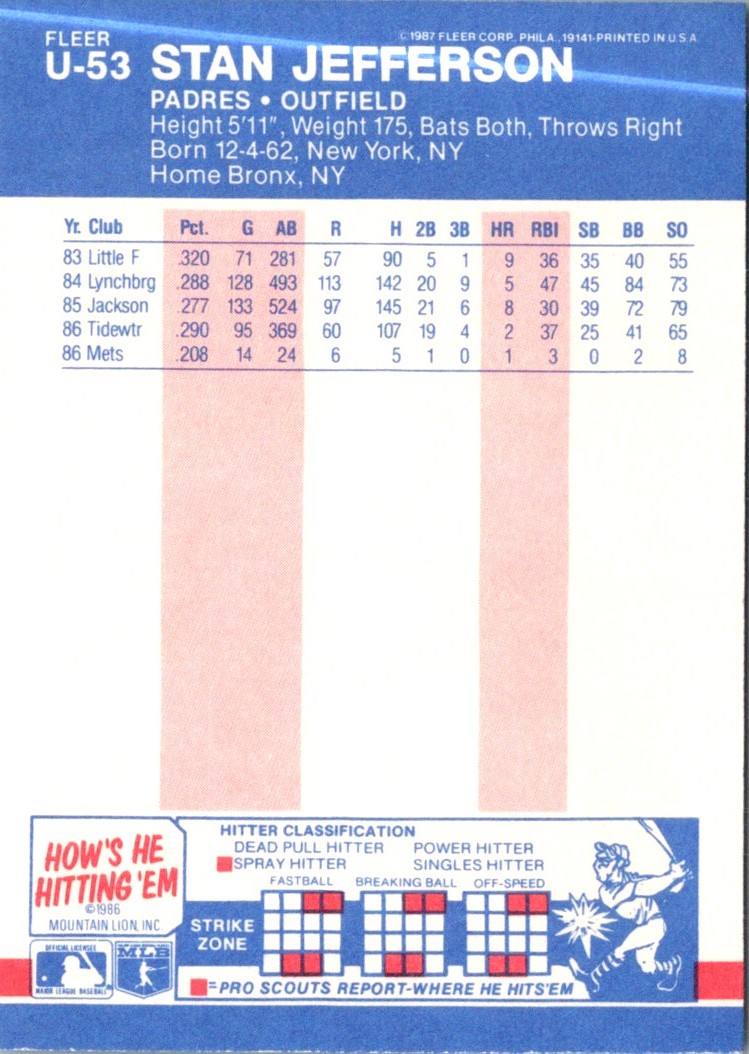 FLEER
©1987 FLEER CORP. PHILA., 19141-PRINTED IN U.S.A.
U-53 STAN JEFFERSON
PADRES • OUTFIELD
Height 5'11", Weight 175, Bats Both, Throws Right
Born 12-4-62, New York, NY
Home Bronx, NY
Yr. Club Pct. G AB R H 2B 3B HR RBI SB BB SO
83 Little F .320 71 281 57 90 5 1 9 36 35 40 55
84 Lynchbrg .288 128 493 113 142 20 9 5 47 45 84 73
85 Jackson .277 133 524 97 145 21 6 8 30 39 72 79
86 Tidewtr .290 95 369 60 107 19 4 2 37 25 41 65
86 Mets .208 14 24 6 5 1 0 1 3 0 2 8
HOW'S HE
HITTING 'EM
©1986
MOUNTAIN LION, INC.
HITTER CLASSIFICATION
DEAD PULL HITTER POWER HITTER
SPRAY HITTER SINGLES HITTER
FASTBALL BREAKING BALL OFF-SPEED
STRIKE
ZONE
OFFICIAL LICENSEE
MAJOR LEAGUE BASEBALL
MLB
=PRO SCOUTS REPORT-WHERE HE HITS 'EM